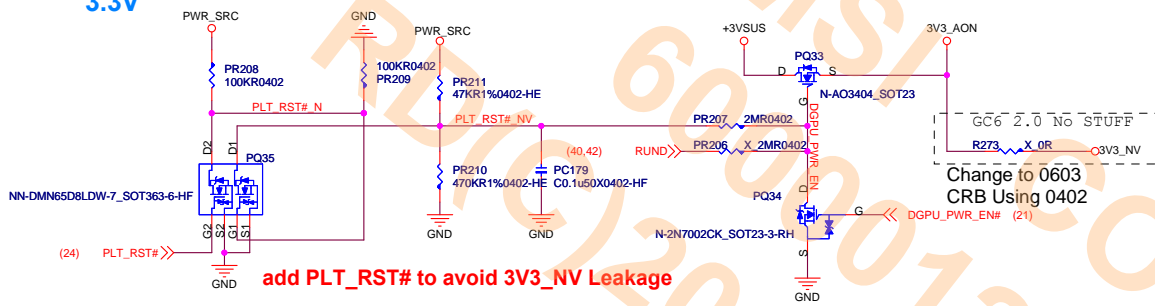 3.3V
PWR_SRC
GND
PWR_SRC
+3VSUS
3V3_AON
PR208
100KR0402
100KR0402
PR209
PR211
47KR1%0402-HE
PQ33
D
S
G
N-AO3404_SOT23
PLT_RST#_N
PLT_RST#_NV
PR207
2MR0402
DGPU_PWR_EN
GC6 2.0 No STUFF
R273
X_0R
3V3_NV
Change to 0603
CRB Using 0402
(40,42)
RUND
PR206
X_2MR0402
D2
D1
PQ35
NN-DMN65D8LDW-7_SOT363-6-HF
PR210
470KR1%0402-HE
PC179
C0.1u50X0402-HF
D
PQ34
G
DGPU_PWR_EN#
(21)
N-2N7002CK_SOT23-3-RH
S
G2
S2
G1
S1
GND
GND
(24)
PLT_RST#
GND
GND
add PLT_RST# to avoid 3V3_NV Leakage